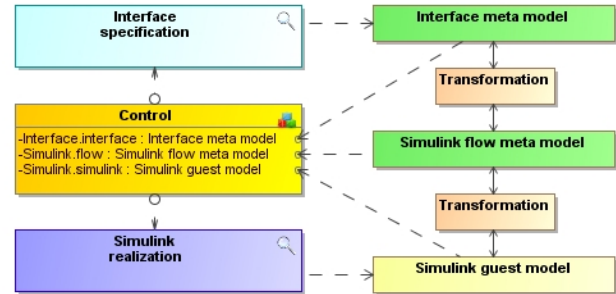 Interface
specification
Interface meta model
Transformation
Control
-Interface.interface : Interface meta model
-Simulink.flow : Simulink flow meta model
-Simulink.simulink : Simulink guest model
Simulink flow meta model
Transformation
Simulink
realization
Simulink guest model